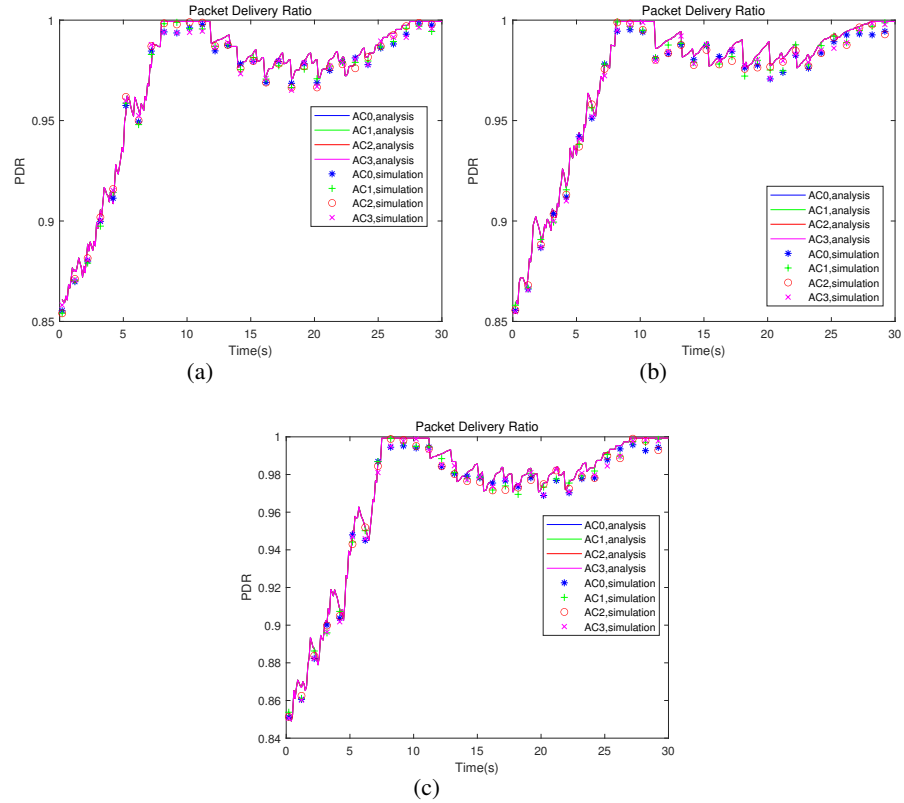 Packet Delivery Ratio
1
0.95
0.9
0.85
PDR
AC0,analysis
AC1,analysis
AC2,analysis
AC3,analysis
AC0,simulation
AC1,simulation
AC2,simulation
AC3,simulation
0 5 10 15 20 25 30
Time(s)
(a)
Packet Delivery Ratio
1
0.95
0.9
0.85
PDR
AC0,analysis
AC1,analysis
AC2,analysis
AC3,analysis
AC0,simulation
AC1,simulation
AC2,simulation
AC3,simulation
0 5 10 15 20 25 30
Time(s)
(b)
Packet Delivery Ratio
1
0.98
0.96
0.94
0.92
0.9
0.88
0.86
0.84
PDR
AC0,analysis
AC1,analysis
AC2,analysis
AC3,analysis
AC0,simulation
AC1,simulation
AC2,simulation
AC3,simulation
0 5 10 15 20 25 30
Time(s)
(c)